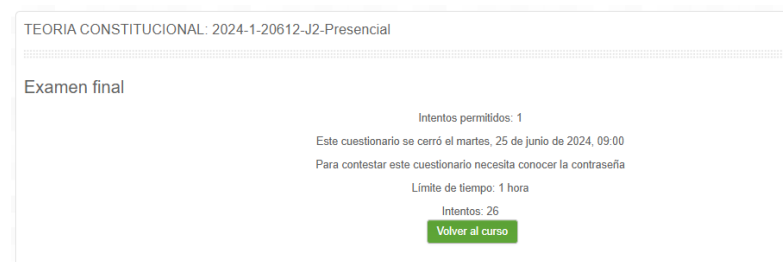 TEORIA CONSTITUCIONAL: 2024-1-20612-J2-Presencial
Examen final
Intentos permitidos: 1
Este cuestionario se cerró el martes, 25 de junio de 2024, 09:00
Para contestar este cuestionario necesita conocer la contraseña
Límite de tiempo: 1 hora
Intentos: 26
Volver al curso